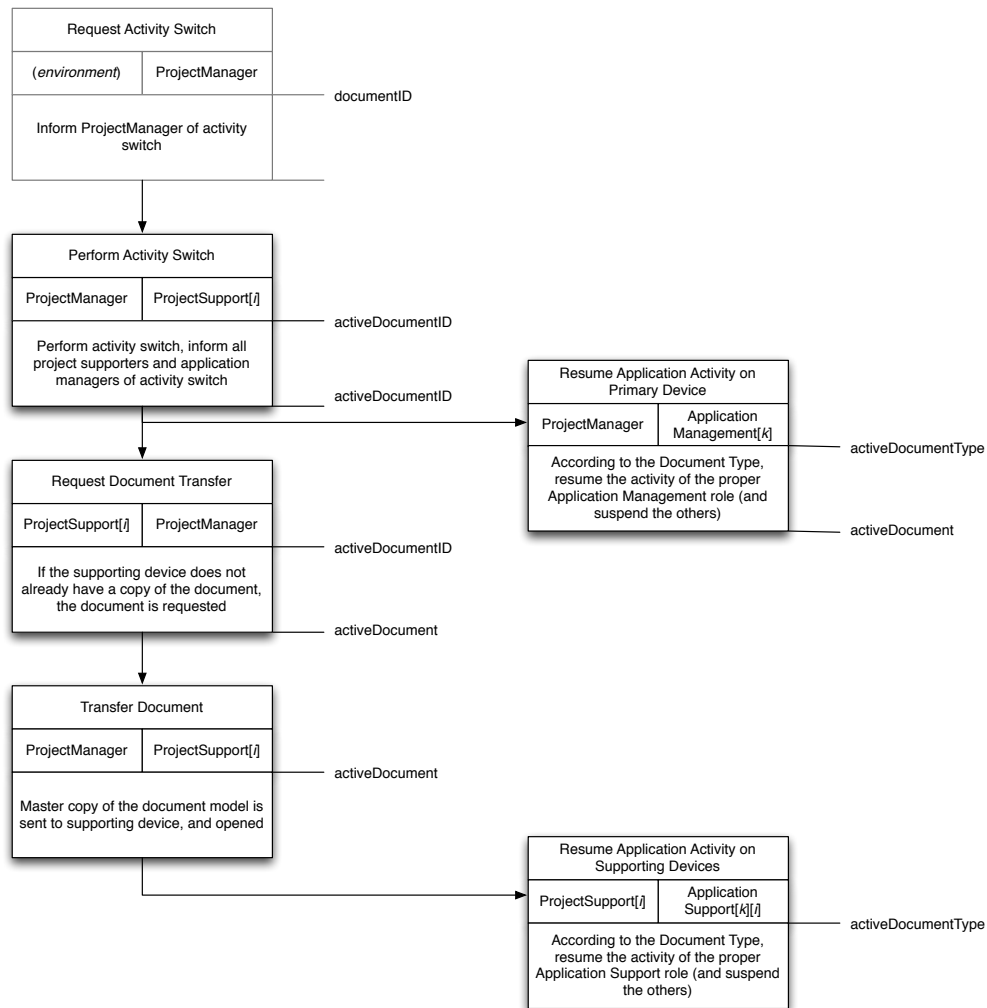 Request Activity Switch
(environment)
ProjectManager
documentID
Inform ProjectManager of activity
switch
Perform Activity Switch
ProjectManager
ProjectSupport[i]
activeDocumentID
Perform activity switch, inform all
project supporters and application
managers of activity switch
activeDocumentID
Resume Application Activity on
Primary Device
ProjectManager
Application
Management[k]
activeDocumentType
According to the Document Type,
resume the activity of the proper
Application Management role (and
suspend the others)
activeDocument
Request Document Transfer
ProjectSupport[i]
ProjectManager
activeDocumentID
If the supporting device does not
already have a copy of the document,
the document is requested
activeDocument
Transfer Document
ProjectManager
ProjectSupport[i]
activeDocument
Master copy of the document model is
sent to supporting device, and opened
Resume Application Activity on
Supporting Devices
ProjectSupport[i]
Application
Support[k][i]
activeDocumentType
According to the Document Type,
resume the activity of the proper
Application Support role (and suspend
the others)